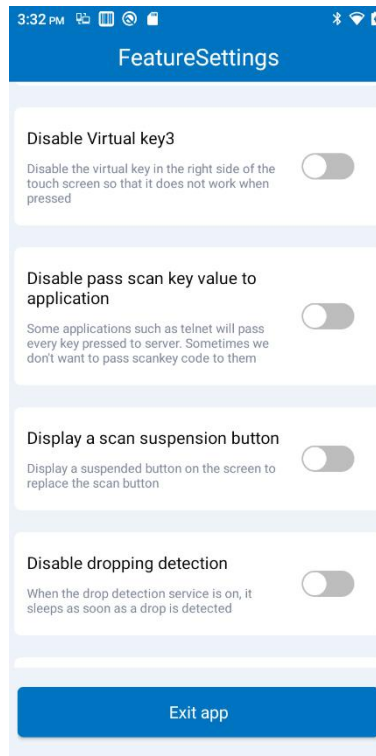 3:32 PM
FeatureSettings
Disable Virtual key3
Disable the virtual key in the right side of the
touch screen so that it does not work when
pressed
Disable pass scan key value to
application
Some applications such as telnet will pass
every key pressed to server. Sometimes we
don't want to pass scankey code to them
Display a scan suspension button
Display a suspended button on the screen to
replace the scan button
Disable dropping detection
When the drop detection service is on, it
sleeps as soon as a drop is detected
Exit app